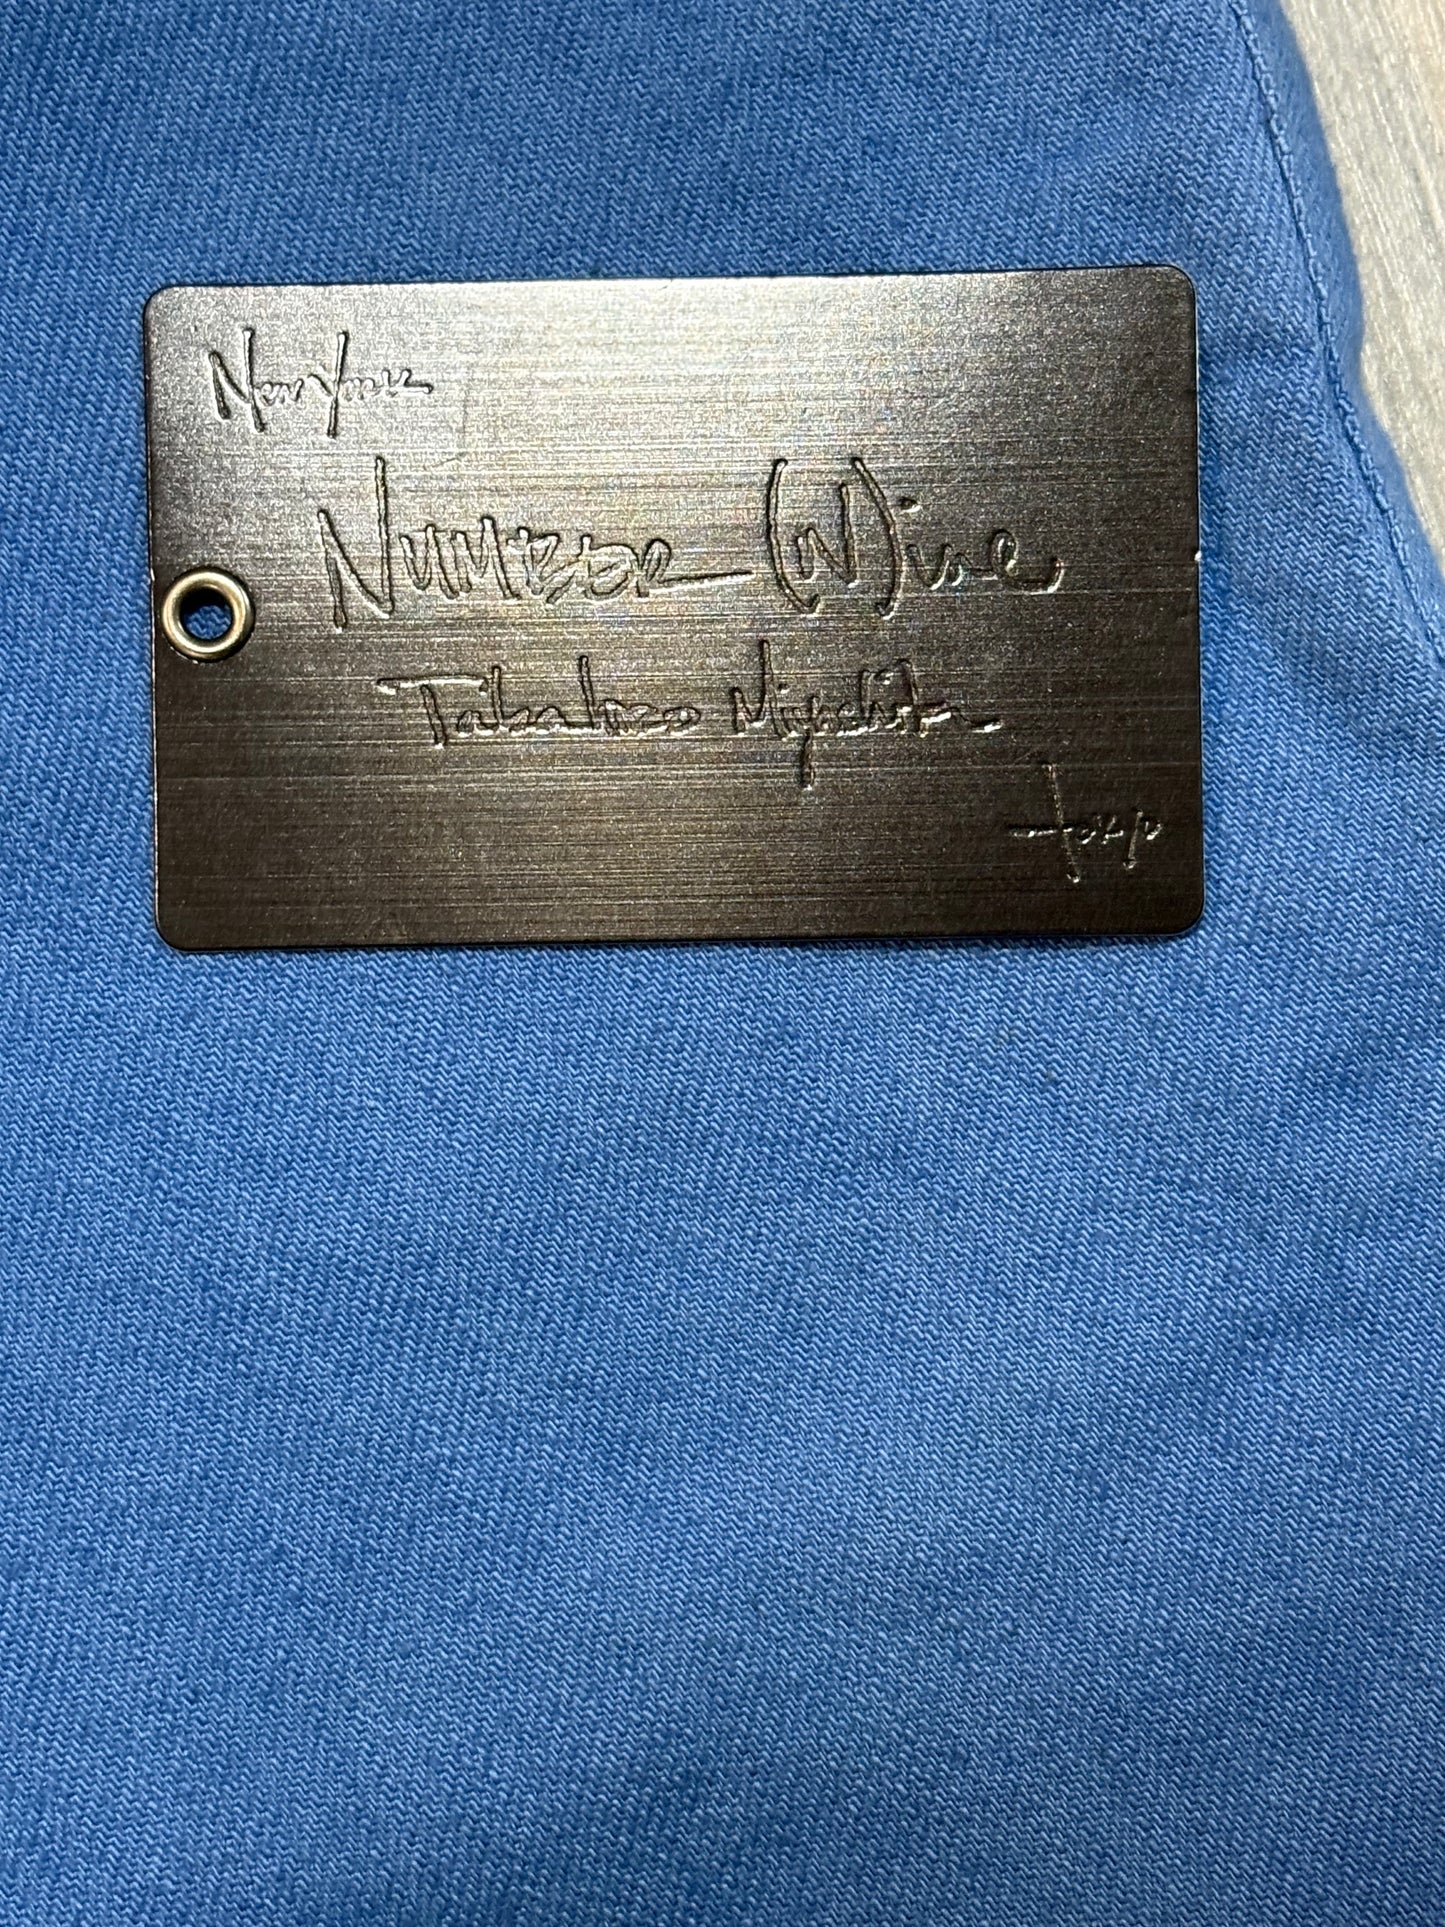 New York
NUMBER (N)ine
Takahiro Miyashita
Tokyo